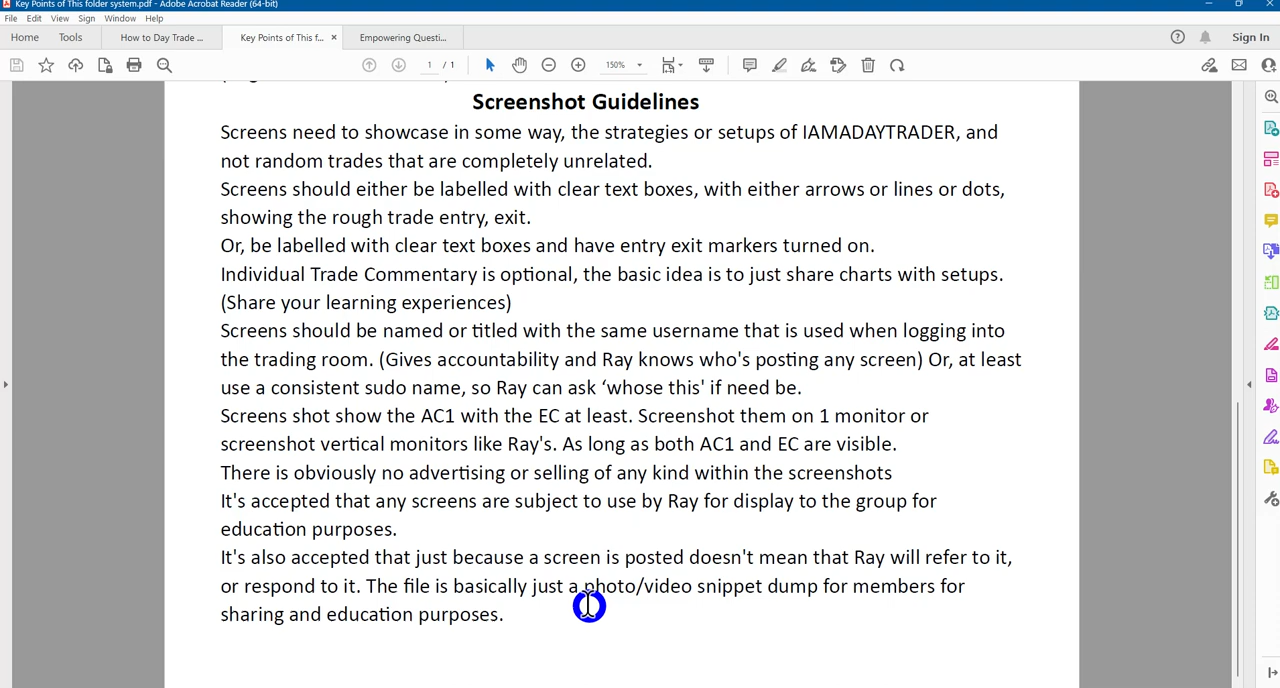 Key Points of This folder system.pdf - Adobe Acrobat Reader (64-bit)
File Edit View Sign Window Help
Home Tools How to Day Trade ... Key Points of This f... × Empowering Questi... Sign In
1 / 1 150%
Screenshot Guidelines
Screens need to showcase in some way, the strategies or setups of IAMADAYTRADER, and
not random trades that are completely unrelated.
Screens should either be labelled with clear text boxes, with either arrows or lines or dots,
showing the rough trade entry, exit.
Or, be labelled with clear text boxes and have entry exit markers turned on.
Individual Trade Commentary is optional, the basic idea is to just share charts with setups.
(Share your learning experiences)
Screens should be named or titled with the same username that is used when logging into
the trading room. (Gives accountability and Ray knows who's posting any screen) Or, at least
use a consistent sudo name, so Ray can ask ‘whose this' if need be.
Screens shot show the AC1 with the EC at least. Screenshot them on 1 monitor or
screenshot vertical monitors like Ray's. As long as both AC1 and EC are visible.
There is obviously no advertising or selling of any kind within the screenshots
It's accepted that any screens are subject to use by Ray for display to the group for
education purposes.
It's also accepted that just because a screen is posted doesn't mean that Ray will refer to it,
or respond to it. The file is basically just a photo/video snippet dump for members for
sharing and education purposes.